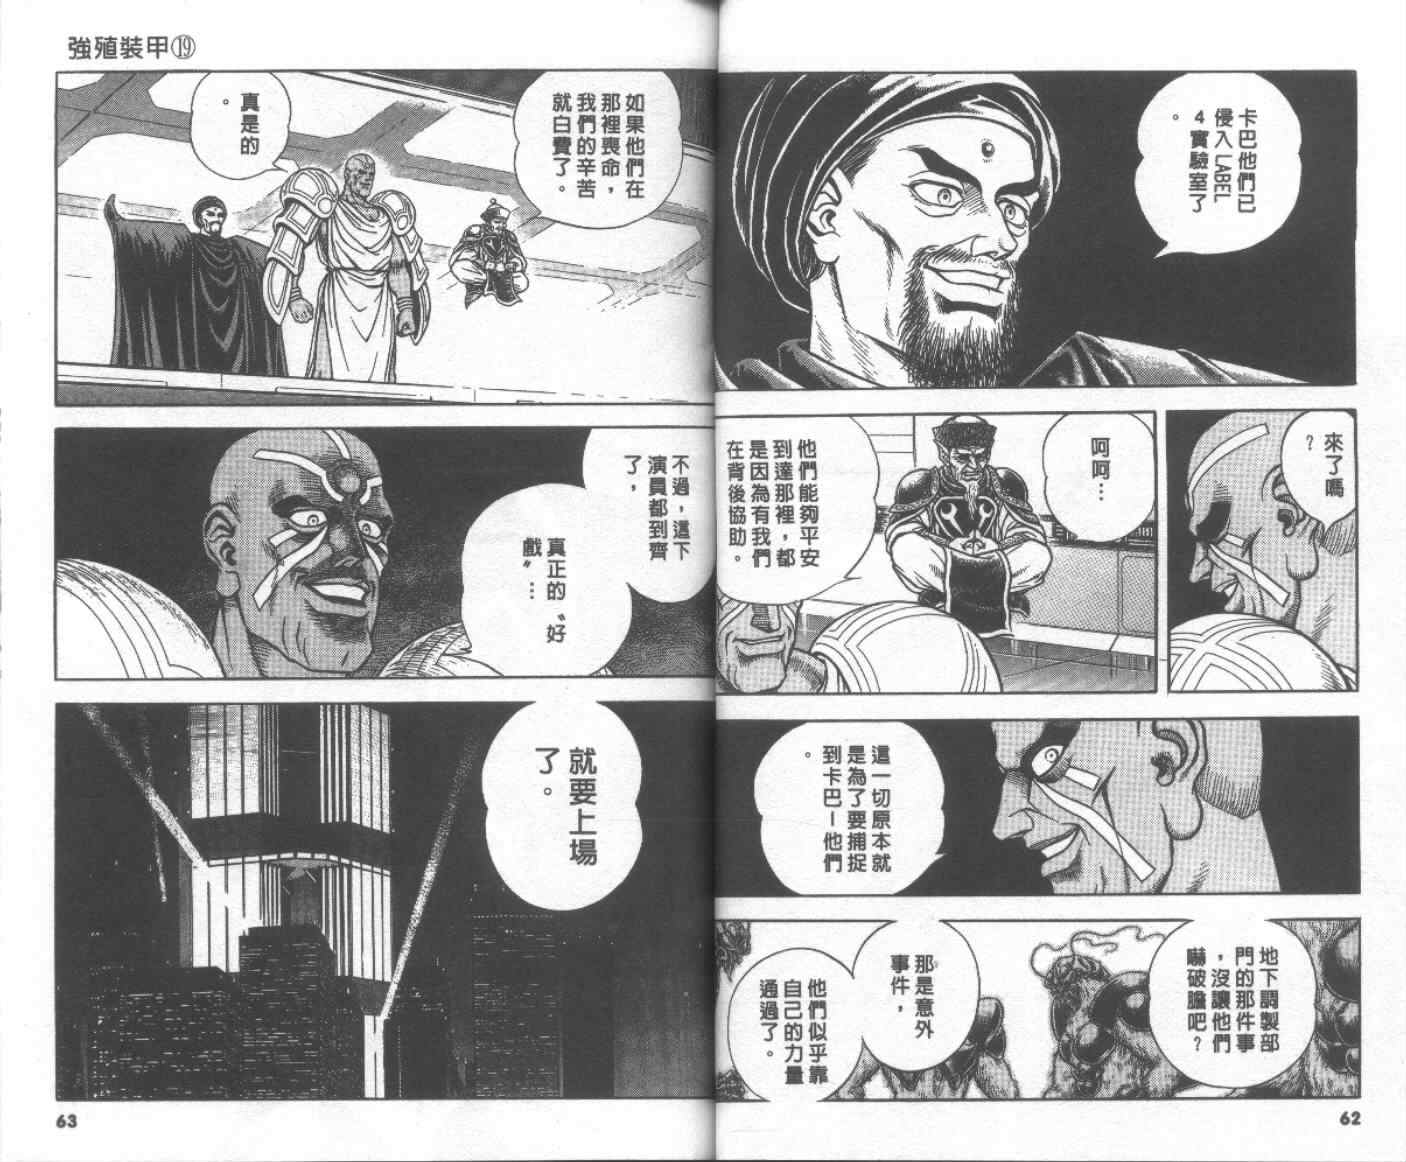 卡巴他們已
侵入LABEL
4實驗室了
。
來了嗎
？
呵呵…
他們能夠平安
到達那裡，都
是因為有我們
在背後協助。
這一切原本就
是為了要捕捉
到卡巴－他們
。
地下調製部
門的那件事
，沒讓他們
嚇破膽吧？
那是意外
事件，
他們似乎靠
自己的力量
通過了。
62
強殖裝甲⑲
如果他們在
那裡喪命，
我們的辛苦
就白費了。
真是的
。
不過，這下
演員都到齊
了，
真正的〝好
戲〞…
就要上場
了。
63